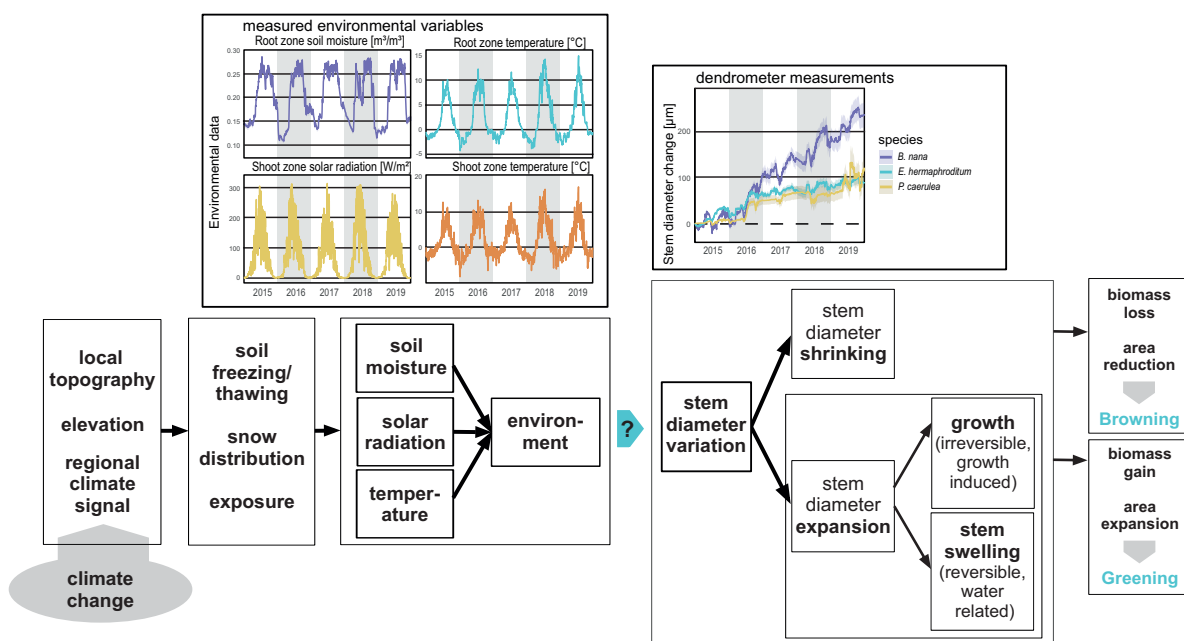 measured environmental variables
Root zone soil moisture [m³/m³]
Root zone temperature [°C]
0.30
0.25
0.20
0.15
0.10
15
10
5
0
-5
Environmental data
Shoot zone solar radiation [W/m²]
Shoot zone temperature [°C]
300
200
100
0
20
10
0
2015 2016 2017 2018 2019
2015 2016 2017 2018 2019
dendrometer measurements
Stem diameter change [µm]
200
100
0
2015 2016 2017 2018 2019
species
B. nana
E. hermaphroditum
P. caerulea
local
topography
elevation
regional
climate
signal
climate
change
soil
freezing/
thawing
snow
distribution
exposure
soil
moisture
solar
radiation
temper-
ature
environ-
ment
?
stem
diameter
variation
stem
diameter
shrinking
stem
diameter
expansion
growth
(irreversible,
growth
induced)
stem
swelling
(reversible,
water
related)
biomass
loss
area
reduction
Browning
biomass
gain
area
expansion
Greening